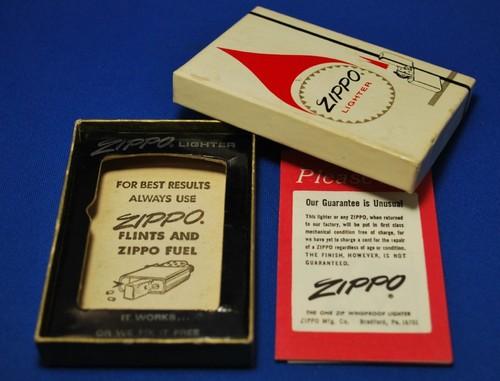 ZIPPO
LIGHTER
ZIPPO LIGHTER
FOR BEST RESULTS
ALWAYS USE
ZIPPO
FLINTS AND
ZIPPO FUEL
IT WORKS...
OR WE FIX IT FREE
Please
Our Guarantee is Unusual
This lighter or any ZIPPO, when returned
to our factory, will be put in first class
mechanical condition free of charge, for
we have yet to charge a cent for the repair
of a ZIPPO regardless of age or condition.
THE FINISH, HOWEVER, IS NOT
GUARANTEED.
ZIPPO®
THE ONE ZIP WINDPROOF LIGHTER
ZIPPO Mfg. Co. Bradford, Pa. 16701